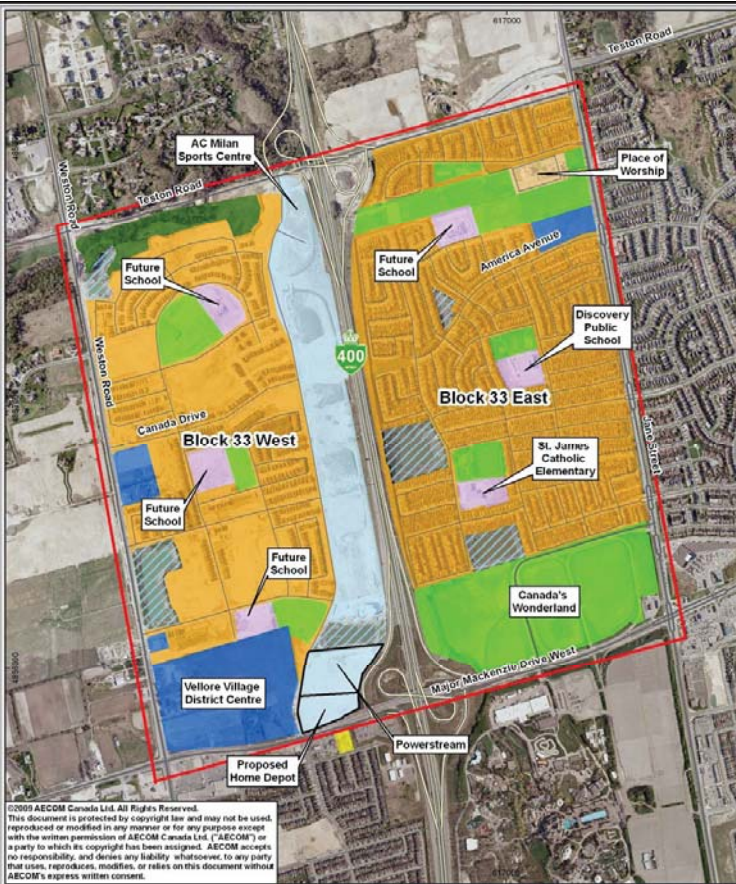 617000
Teston Road
AC Milan
Sports Centre
Place of
Worship
Weston Road
Teston Road
Future
School
Future
School
America Avenue
Discovery
Public
School
Weston Road
400
Block 33 East
Canada Drive
Block 33 West
Jane Street
St. James
Catholic
Elementary
Future
School
Future
School
Canada's
Wonderland
Vellore Village
District Centre
Major Mackenzie Drive West
Powerstream
Proposed
Home Depot
©2009 AECOM Canada Ltd. All Rights Reserved.
This document is protected by copyright law and may not be used,
reproduced or modified in any manner or for any purpose except
with the written permission of AECOM Canada Ltd. ("AECOM") or
a party to which its copyright has been assigned. AECOM accepts
no responsibility, and denies any liability whatsoever, to any party
that uses, reproduces, modifies, or relies on this document without
AECOM's express written consent.
617000